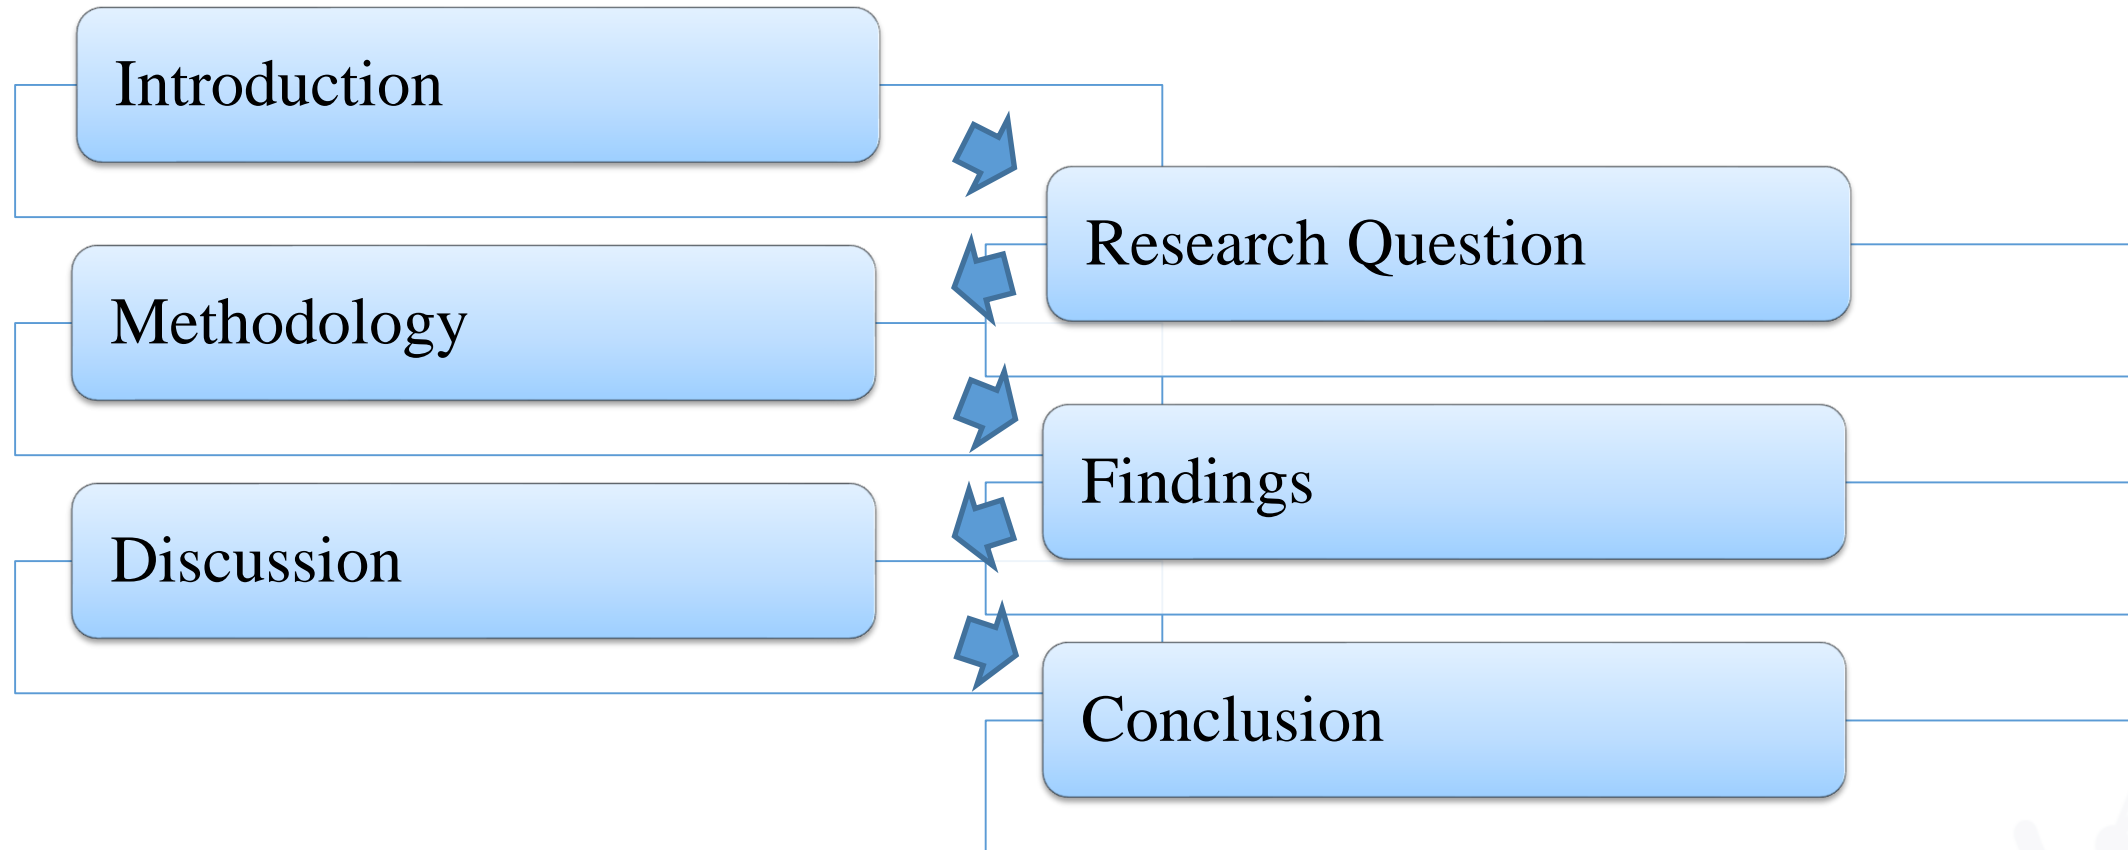 Introduction
Research Question
Methodology
Findings
Discussion
Conclusion